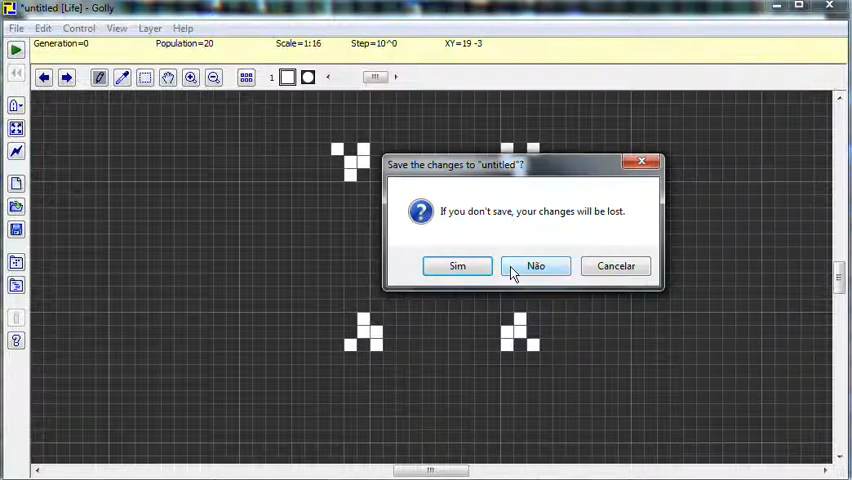 *untitled [Life] - Golly
File Edit Control View Layer Help
Generation=0 Population=20 Scale=1:16 Step=10^0 XY=19 -3
1
Save the changes to "untitled"?
If you don't save, your changes will be lost.
Sim Não Cancelar